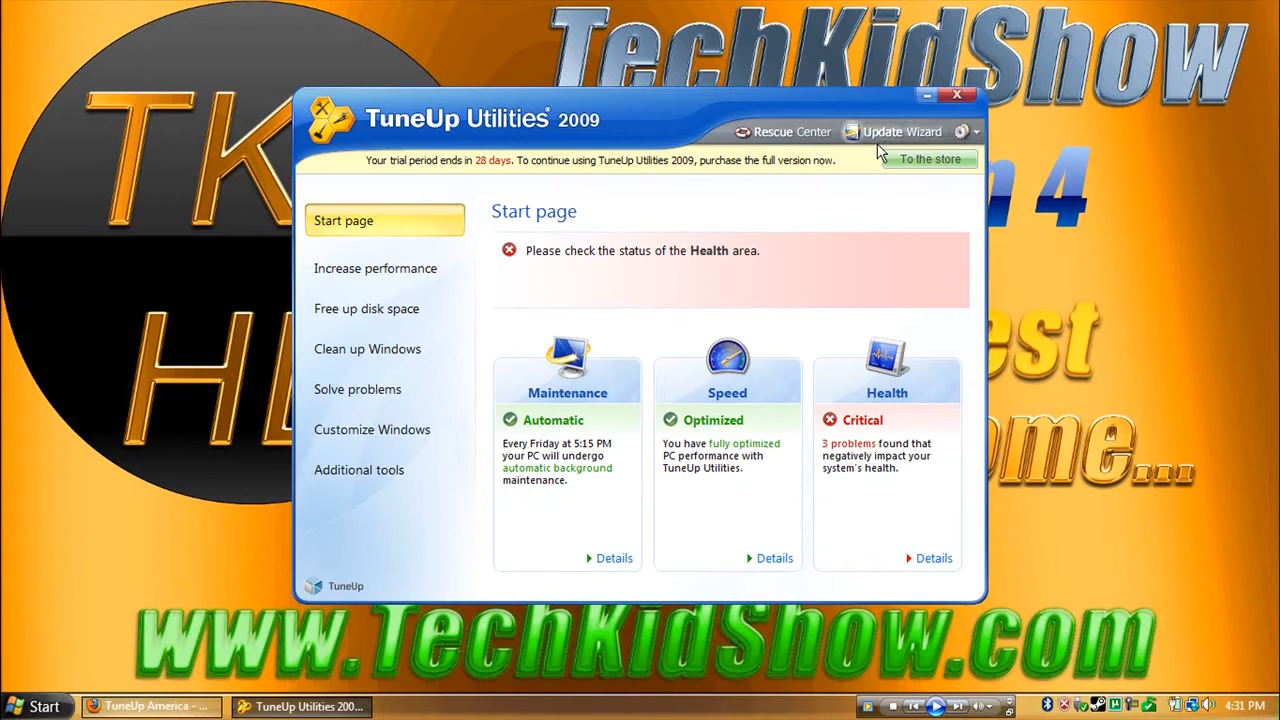 TechKidShow
TK
TuneUp Utilities® 2009
Rescue Center
Update Wizard
Your trial period ends in 28 days. To continue using TuneUp Utilities 2009, purchase the full version now.
To the store
4
Start page
Increase performance
Free up disk space
Clean up Windows
Solve problems
Customize Windows
Additional tools
TuneUp
Start page
Please check the status of the Health area.
Maintenance
Automatic
Every Friday at 5:15 PM
your PC will undergo
automatic background
maintenance.
Details
Speed
Optimized
You have fully optimized
PC performance with
TuneUp Utilities.
Details
Health
Critical
3 problems found that
negatively impact your
system's health.
Details
www.TechKidShow.com
Start
TuneUp America - ...
TuneUp Utilities 200...
4:31 PM